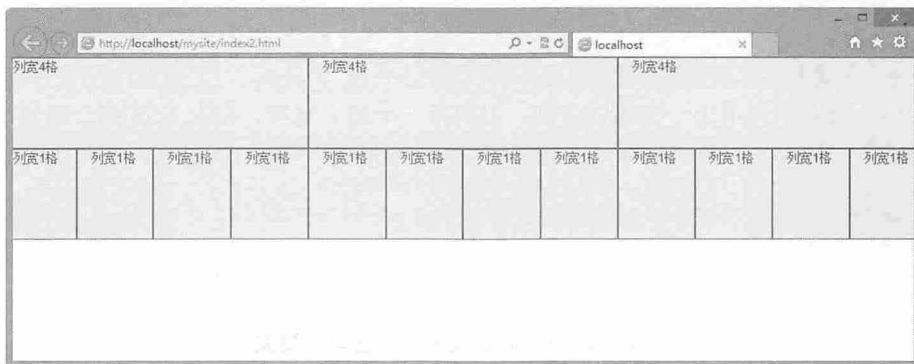 http://localhost/mysite/index2.html localhost
列宽4格 列宽4格 列宽4格
列宽1格 列宽1格 列宽1格 列宽1格 列宽1格 列宽1格 列宽1格 列宽1格 列宽1格 列宽1格 列宽1格 列宽1格